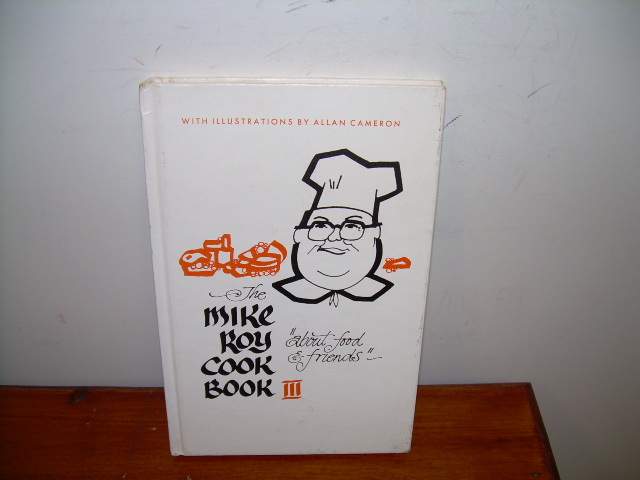 WITH ILLUSTRATIONS BY ALLAN CAMERON
The
MIKE
ROY
COOK
BOOK III
"about food
& friends"